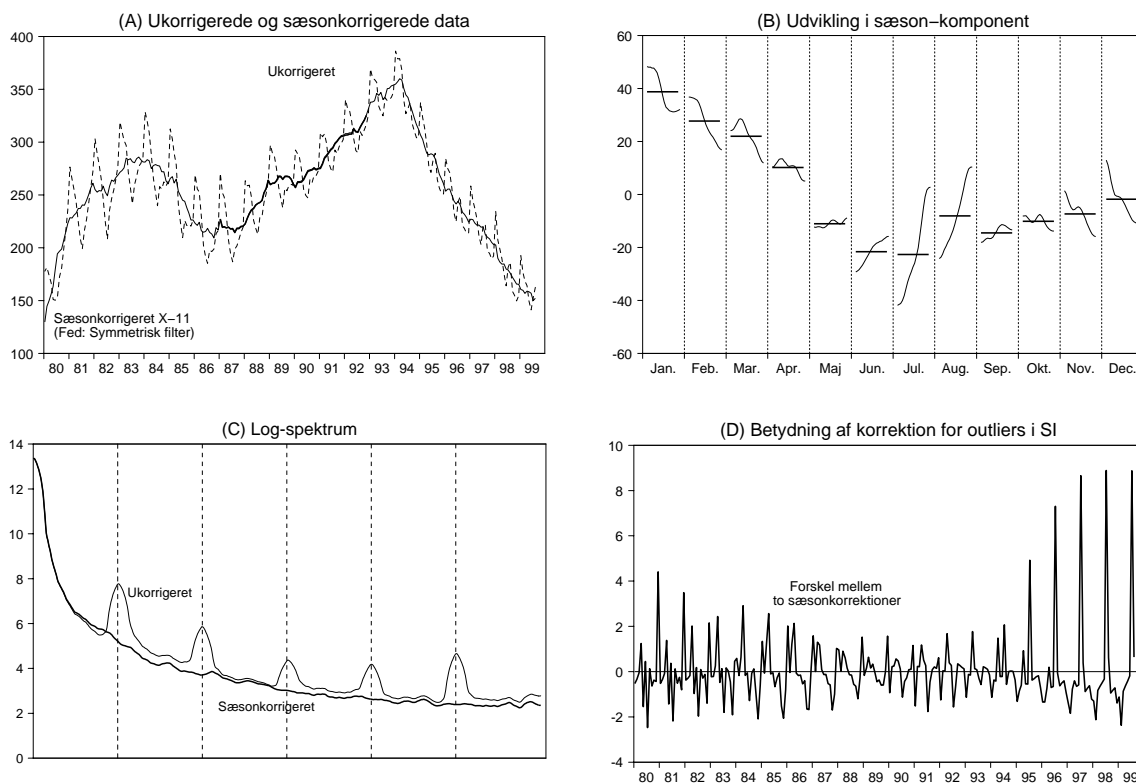 (A) Ukorrigerede og sæsonkorrigerede data
400
350
300
250
200
150
100
Ukorrigeret
Sæsonkorrigeret X−11
(Fed: Symmetrisk filter)
80 81 82 83 84 85 86 87 88 89 90 91 92 93 94 95 96 97 98 99
(B) Udvikling i sæson−komponent
60
40
20
0
-20
-40
-60
Jan. Feb. Mar. Apr. Maj Jun. Jul. Aug. Sep. Okt. Nov. Dec.
(C) Log-spektrum
14
12
10
8
6
4
2
0
Ukorrigeret
Sæsonkorrigeret
(D) Betydning af korrektion for outliers i SI
10
8
6
4
2
0
-2
-4
Forskel mellem
to sæsonkorrektioner
80 81 82 83 84 85 86 87 88 89 90 91 92 93 94 95 96 97 98 99